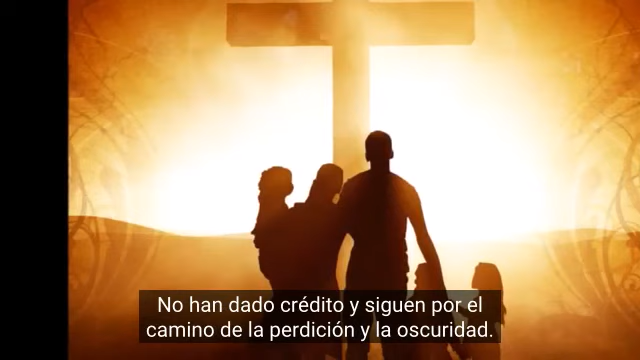 No han dado crédito y siguen por el
camino de la perdición y la oscuridad.